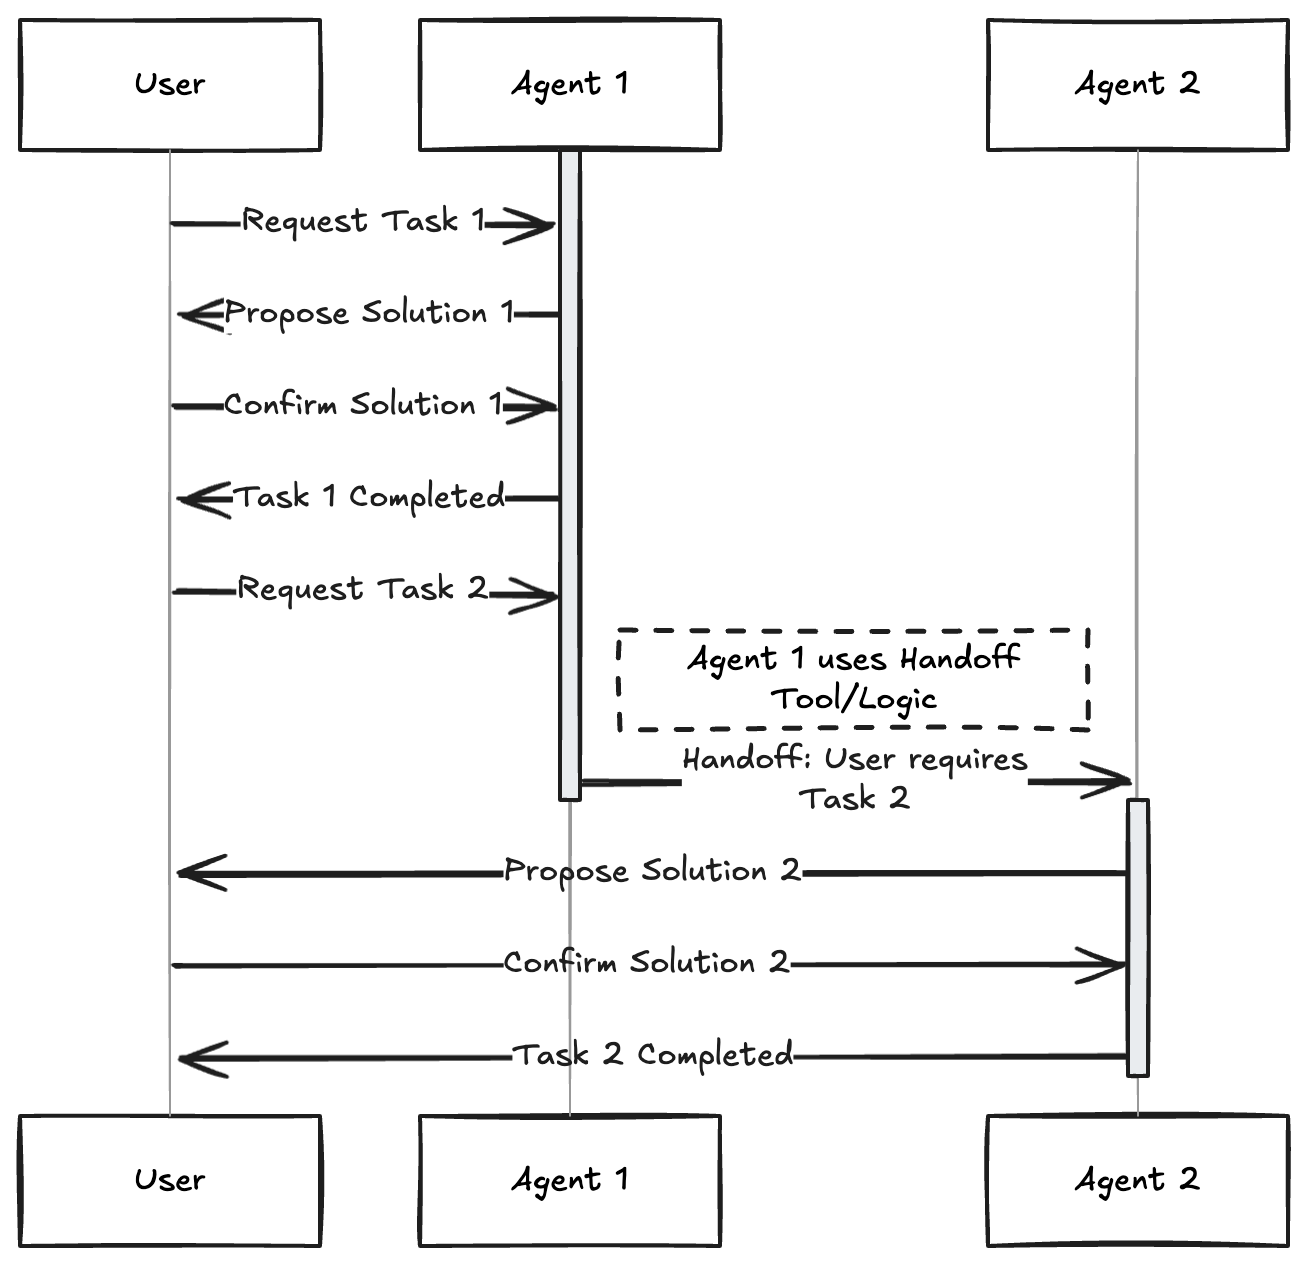 User
Agent 1
Agent 2
Request Task 1
Propose Solution 1
Confirm Solution 1
Task 1 Completed
Request Task 2
Agent 1 uses Handoff
Tool/Logic
Handoff: User requires
Task 2
Propose Solution 2
Confirm Solution 2
Task 2 Completed
User
Agent 1
Agent 2